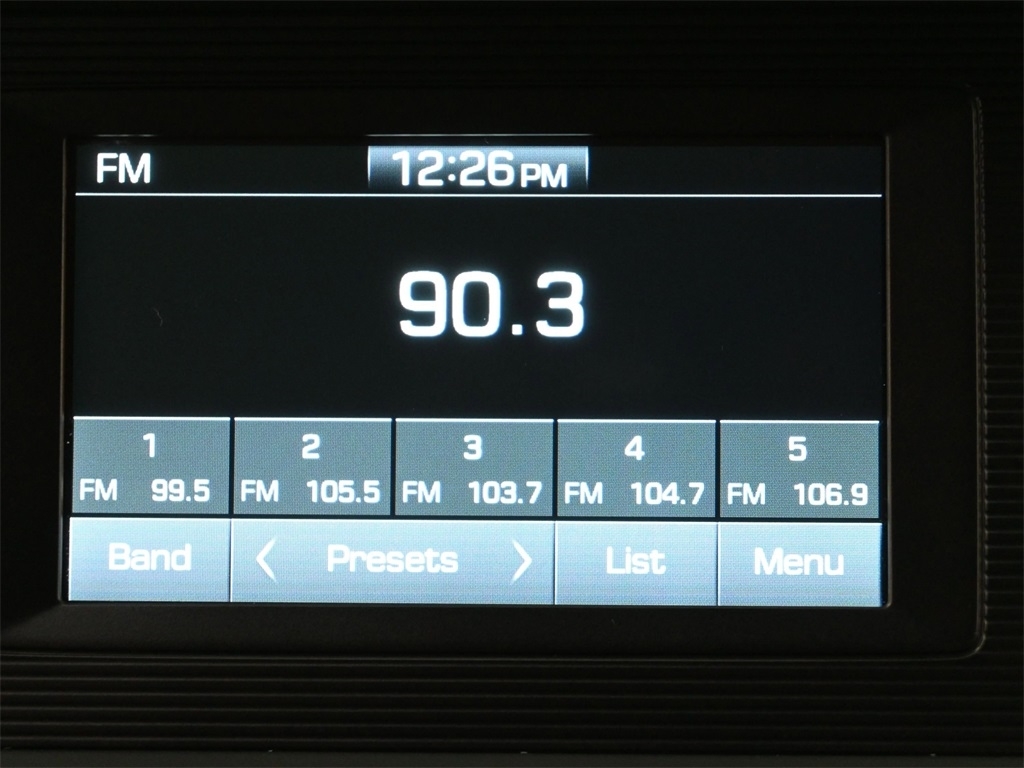 FM 12:26 PM
90.3
1 2 3 4 5
FM 99.5 FM 105.5 FM 103.7 FM 104.7 FM 106.9
Band < Presets > List Menu